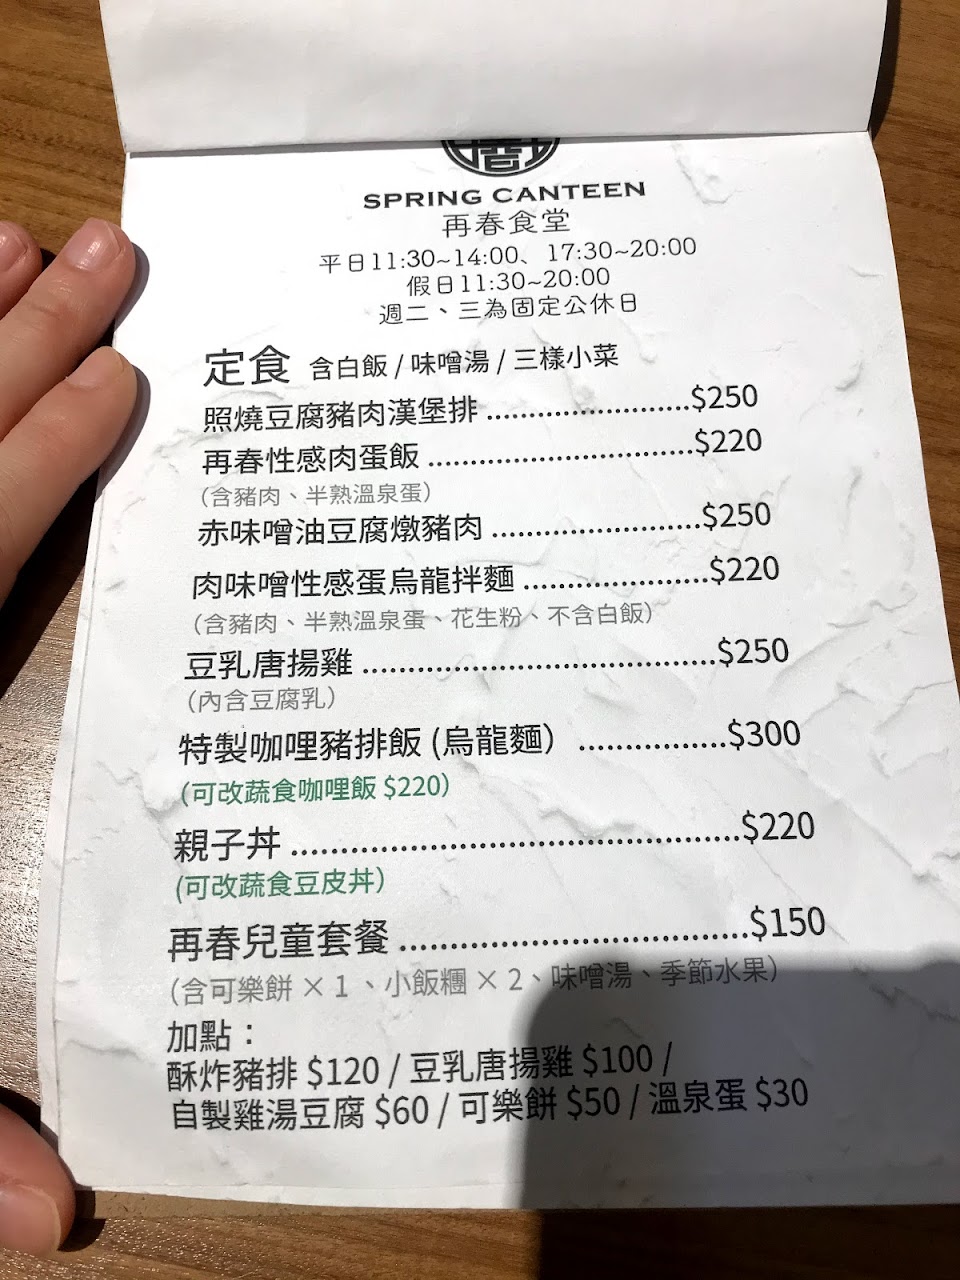 SPRING CANTEEN
再春食堂
平日11:30~14:00、17:30~20:00
假日11:30~20:00
週二、三為固定公休日
定食 含白飯 / 味噌湯 / 三樣小菜
照燒豆腐豬肉漢堡排 ........................$250
再春性感肉蛋飯 ...............................$220
（含豬肉、半熟溫泉蛋）
赤味噌油豆腐燉豬肉 ........................$250
肉味噌性感蛋烏龍拌麵 .....................$220
（含豬肉、半熟溫泉蛋、花生粉、不含白飯）
豆乳唐揚雞 ........................................$250
（內含豆腐乳）
特製咖哩豬排飯 (烏龍麵） ................$300
(可改蔬食咖哩飯 $220）
親子丼 ................................................$220
(可改蔬食豆皮丼）
再春兒童套餐 .....................................$150
（含可樂餅 × 1 、小飯糰 × 2、味噌湯、季節水果）
加點：
酥炸豬排 $120 / 豆乳唐揚雞 $100 /
自製雞湯豆腐 $60 / 可樂餅 $50 / 溫泉蛋 $30